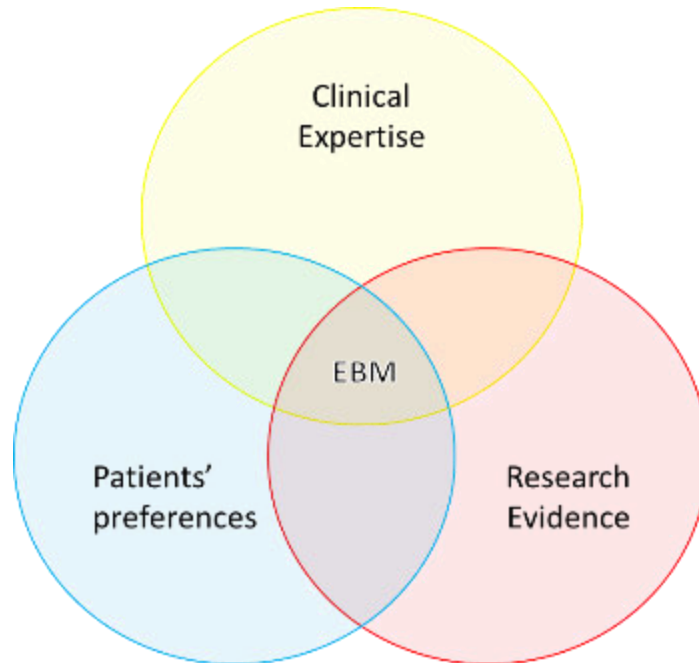 Clinical
Expertise
EBM
Patients’
preferences
Research
Evidence